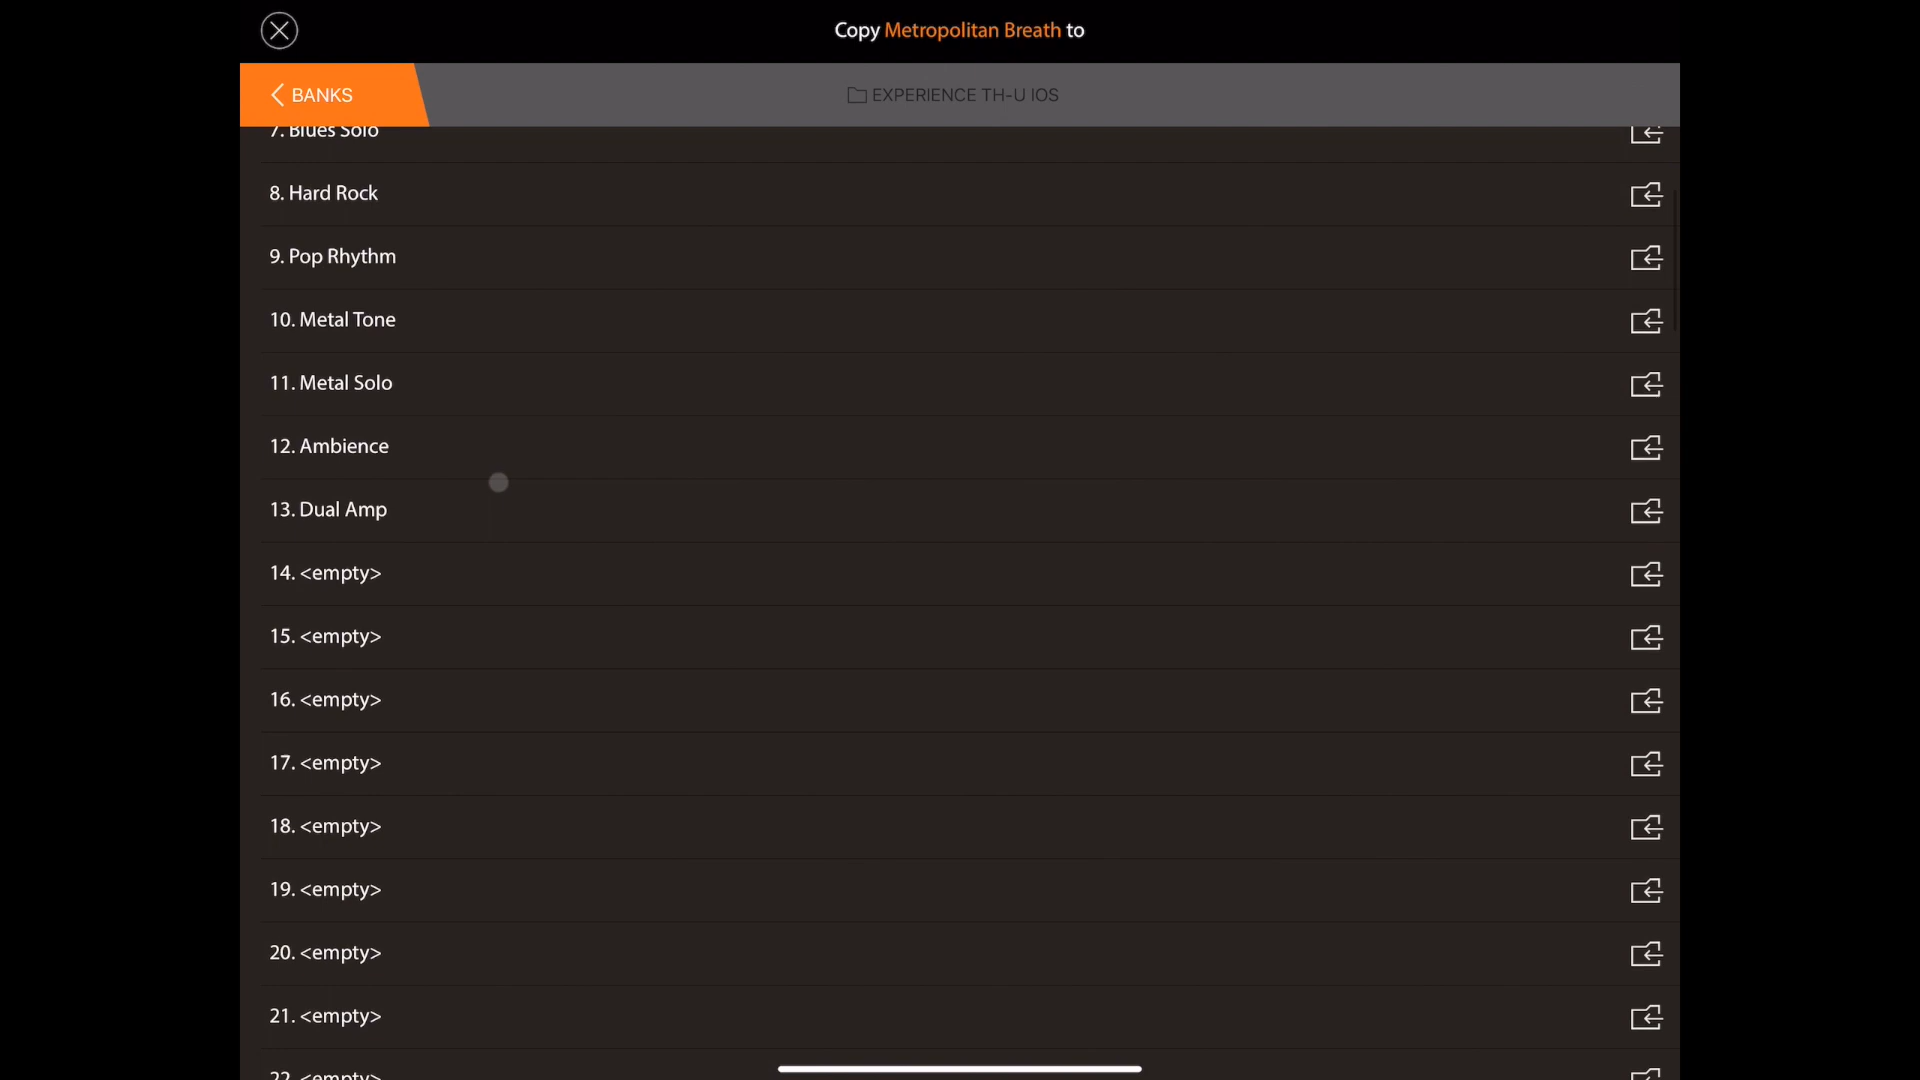 Copy Metropolitan Breath to
BANKS
EXPERIENCE TH-U IOS
7. Blues Solo
8. Hard Rock
9. Pop Rhythm
10. Metal Tone
11. Metal Solo
12. Ambience
13. Dual Amp
14. <empty>
15. <empty>
16. <empty>
17. <empty>
18. <empty>
19. <empty>
20. <empty>
21. <empty>
22. <empty>